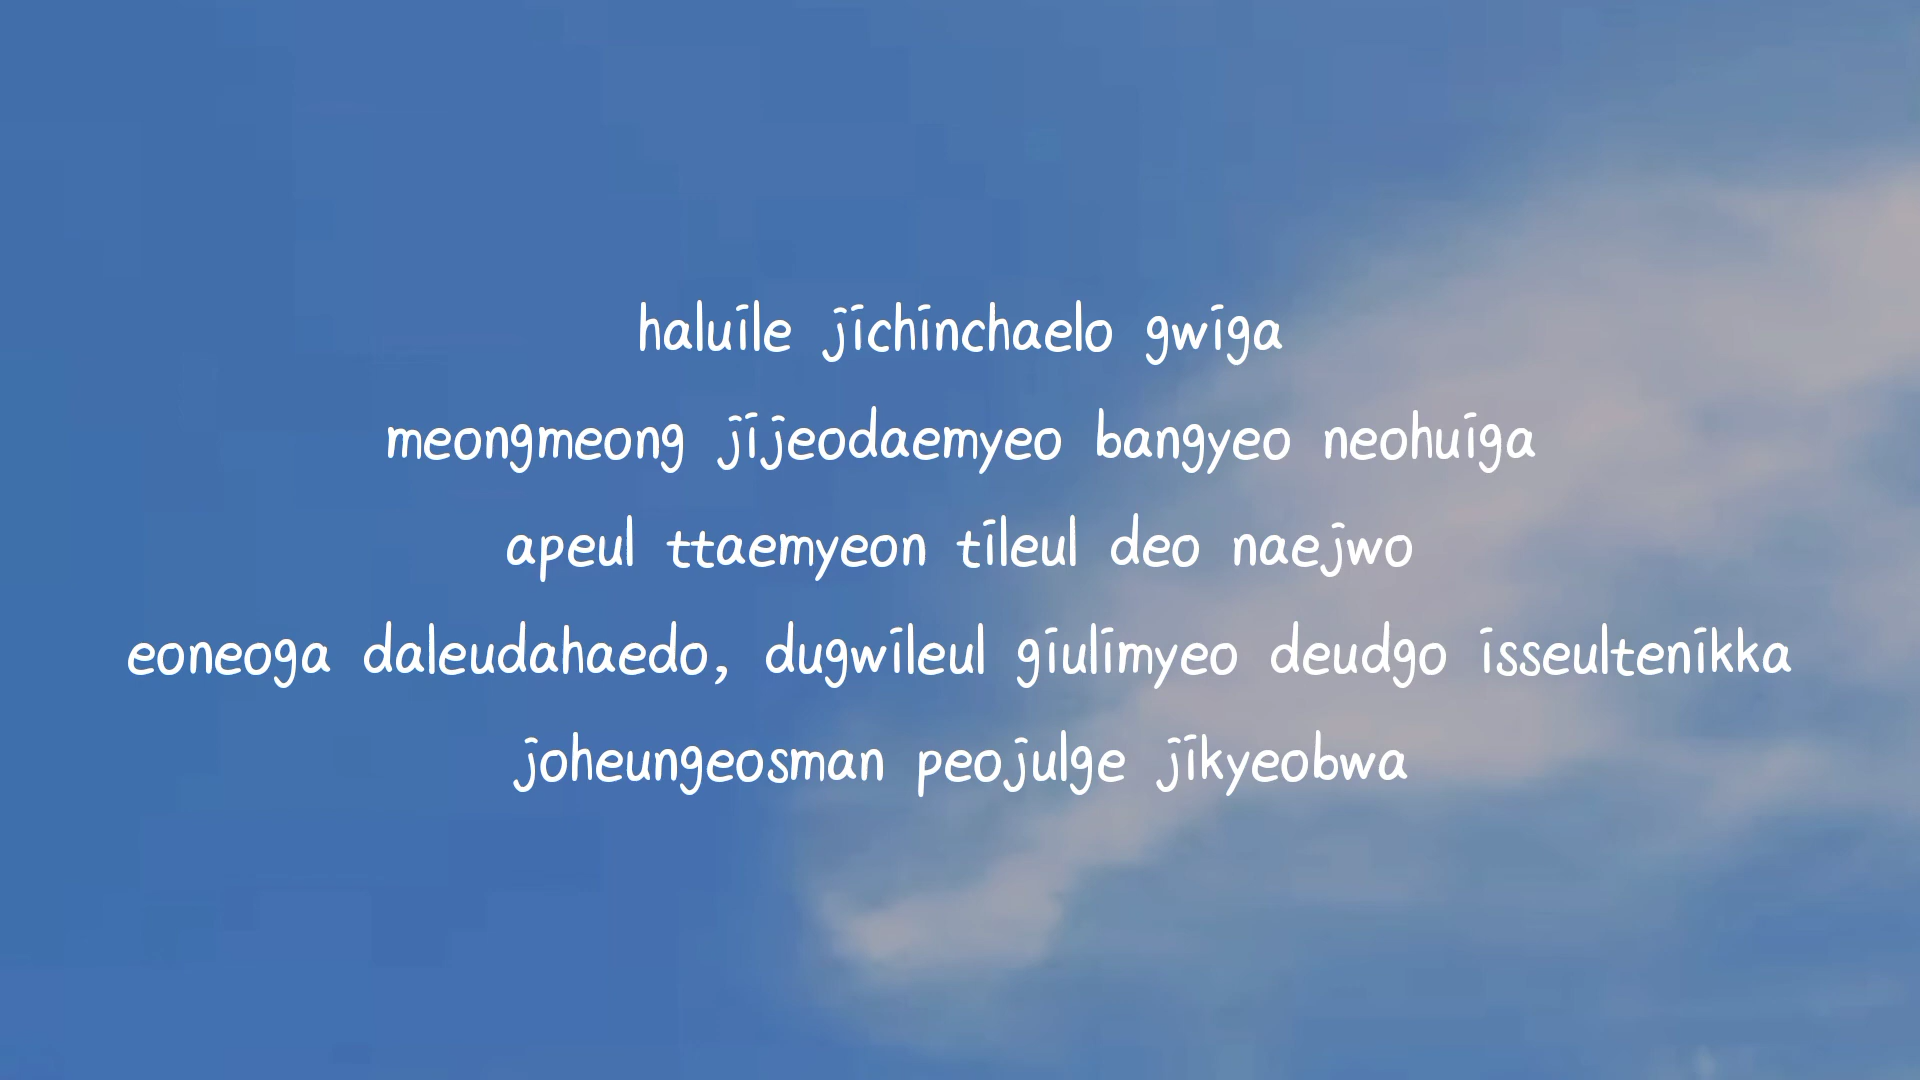 haluile jichinchaelo gwiga
meongmeong jijeodaemyeo bangyeo neohuiga
apeul ttaemyeon tileul deo naejwo
eoneoga daleudahaedo, dugwileul giulimyeo deudgo isseultenikka
joheungeosman peojulge jikyeobwa